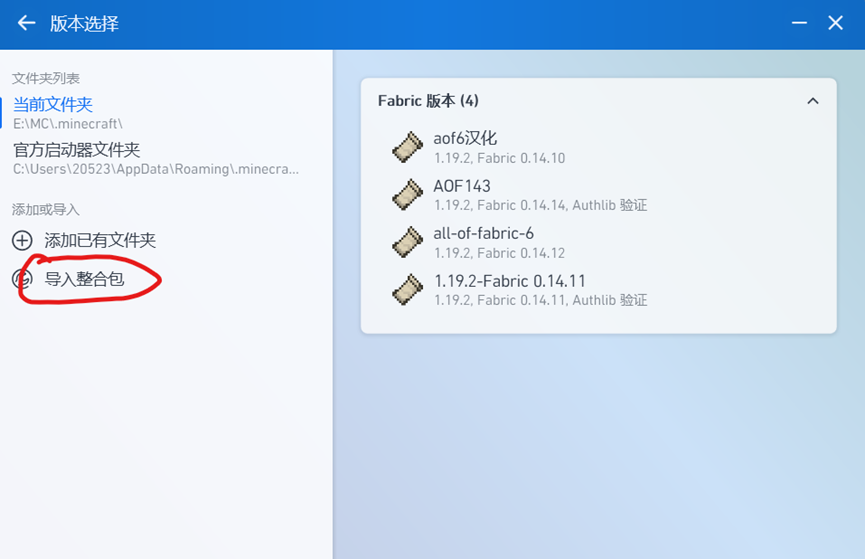 版本选择
文件夹列表
当前文件夹
E:\MC\.minecraft\
官方启动器文件夹
C:\Users\20523\AppData\Roaming\.minecra...
添加或导入
添加已有文件夹
导入整合包
Fabric 版本 (4)
aof6汉化
1.19.2, Fabric 0.14.10
AOF143
1.19.2, Fabric 0.14.14, Authlib 验证
all-of-fabric-6
1.19.2, Fabric 0.14.12
1.19.2-Fabric 0.14.11
1.19.2, Fabric 0.14.11, Authlib 验证